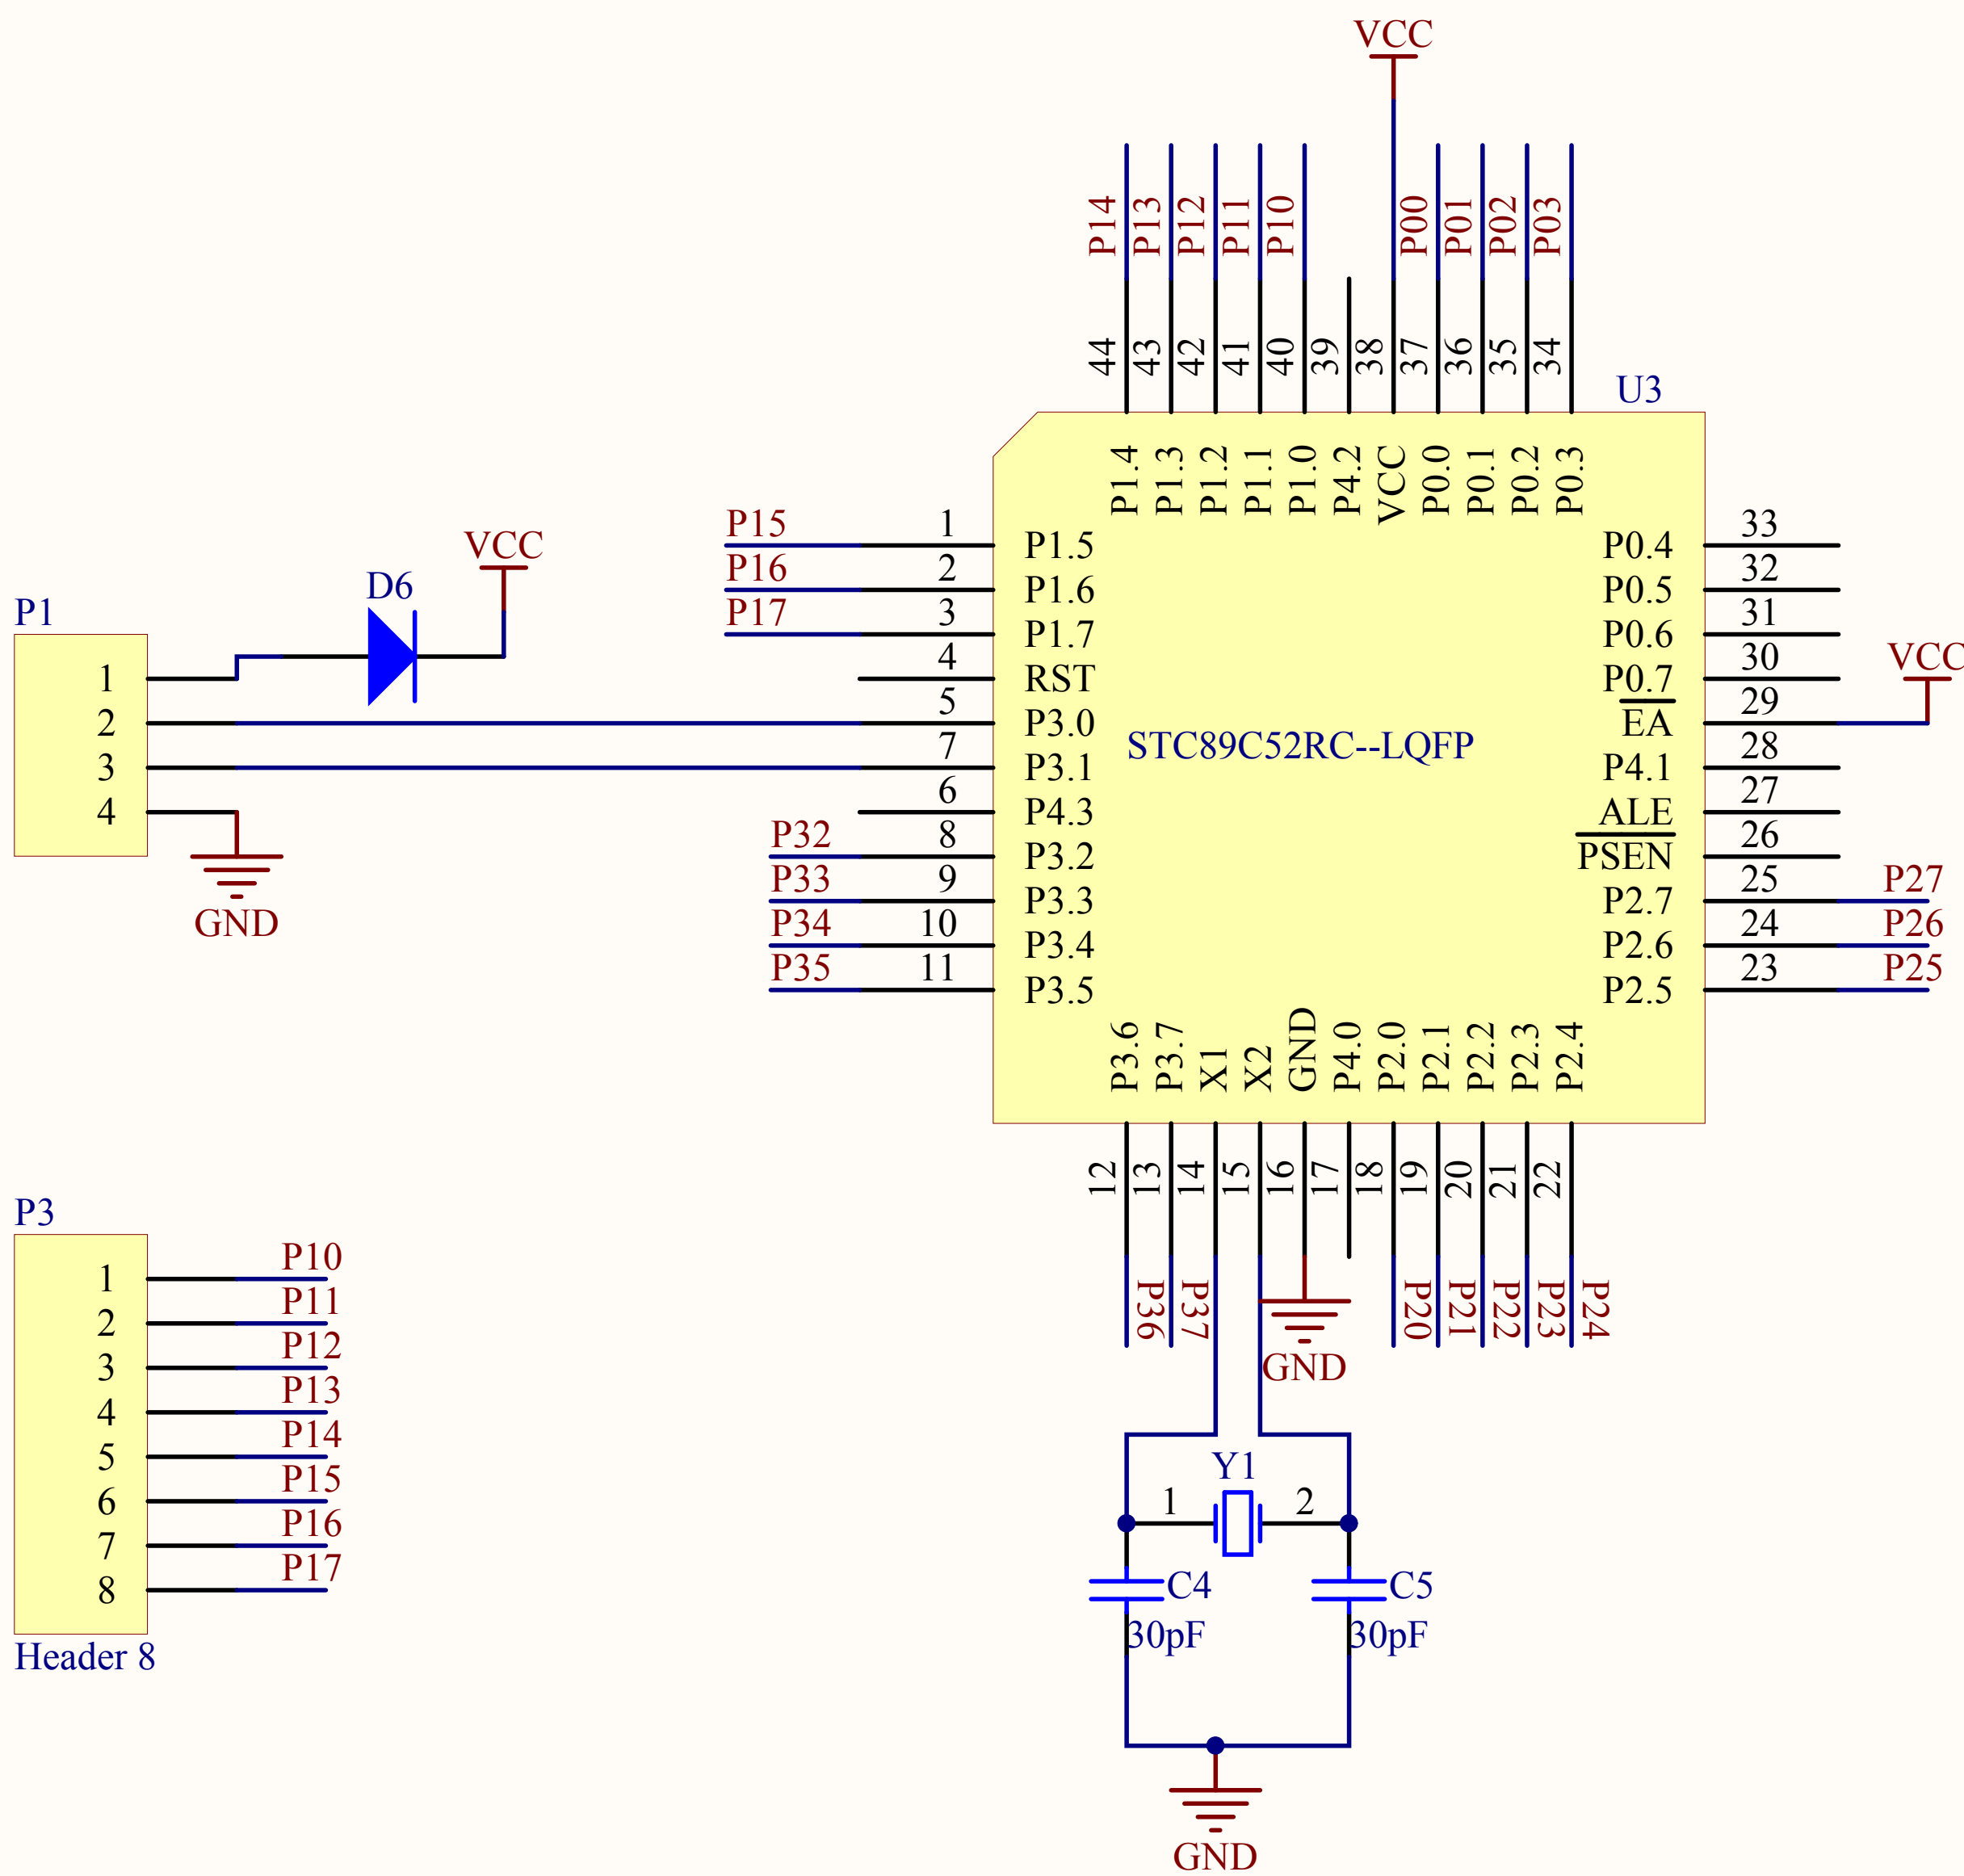 VCC
P14
P13
P12
P11
P10
P00
P01
P02
P03
44
43
42
41
40
39
38
37
36
35
34
U3
P1.4
P1.3
P1.2
P1.1
P1.0
P4.2
VCC
P0.0
P0.1
P0.2
P0.3
P15 1 P1.5
P16 2 P1.6
P17 3 P1.7
4 RST
5 P3.0
7 P3.1
6 P4.3
P32 8 P3.2
P33 9 P3.3
P34 10 P3.4
P35 11 P3.5
STC89C52RC--LQFP
P0.4 33
P0.5 32
P0.6 31
P0.7 30
EA 29 VCC
P4.1 28
ALE 27
PSEN 26
P2.7 25 P27
P2.6 24 P26
P2.5 23 P25
P3.6
P3.7
X1
X2
GND
P4.0
P2.0
P2.1
P2.2
P2.3
P2.4
12
13
14
15
16
17
18
19
20
21
22
P36
P37
GND
P20
P21
P22
P23
P24
P1
D6
VCC
1
2
3
4
GND
P3
1 P10
2 P11
3 P12
4 P13
5 P14
6 P15
7 P16
8 P17
Header 8
Y1
1 2
C4
30pF
C5
30pF
GND